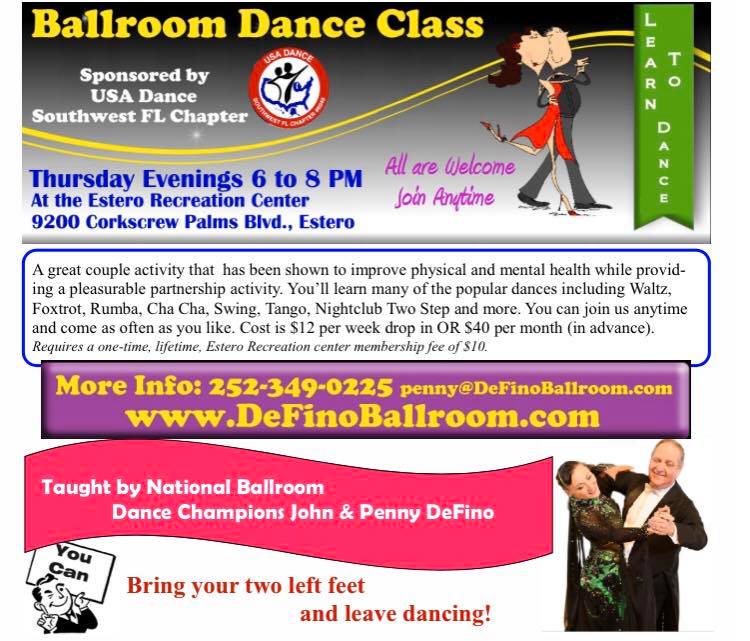 Ballroom Dance Class
Sponsored by
USA Dance
Southwest FL Chapter
USA DANCE
SOUTHWEST FL CHAPTER
LEARN TO DANCE
All are Welcome
Join Anytime
Thursday Evenings 6 to 8 PM
At the Estero Recreation Center
9200 Corkscrew Palms Blvd., Estero
A great couple activity that has been shown to improve physical and mental health while provid-
ing a pleasurable partnership activity. You'll learn many of the popular dances including Waltz,
Foxtrot, Rumba, Cha Cha, Swing, Tango, Nightclub Two Step and more. You can join us anytime
and come as often as you like. Cost is $12 per week drop in OR $40 per month (in advance).
Requires a one-time, lifetime, Estero Recreation center membership fee of $10.
More Info: 252-349-0225 penny@DeFinoBallroom.com
www.DeFinoBallroom.com
Taught by National Ballroom
Dance Champions John & Penny DeFino
You
Can
Bring your two left feet
and leave dancing!